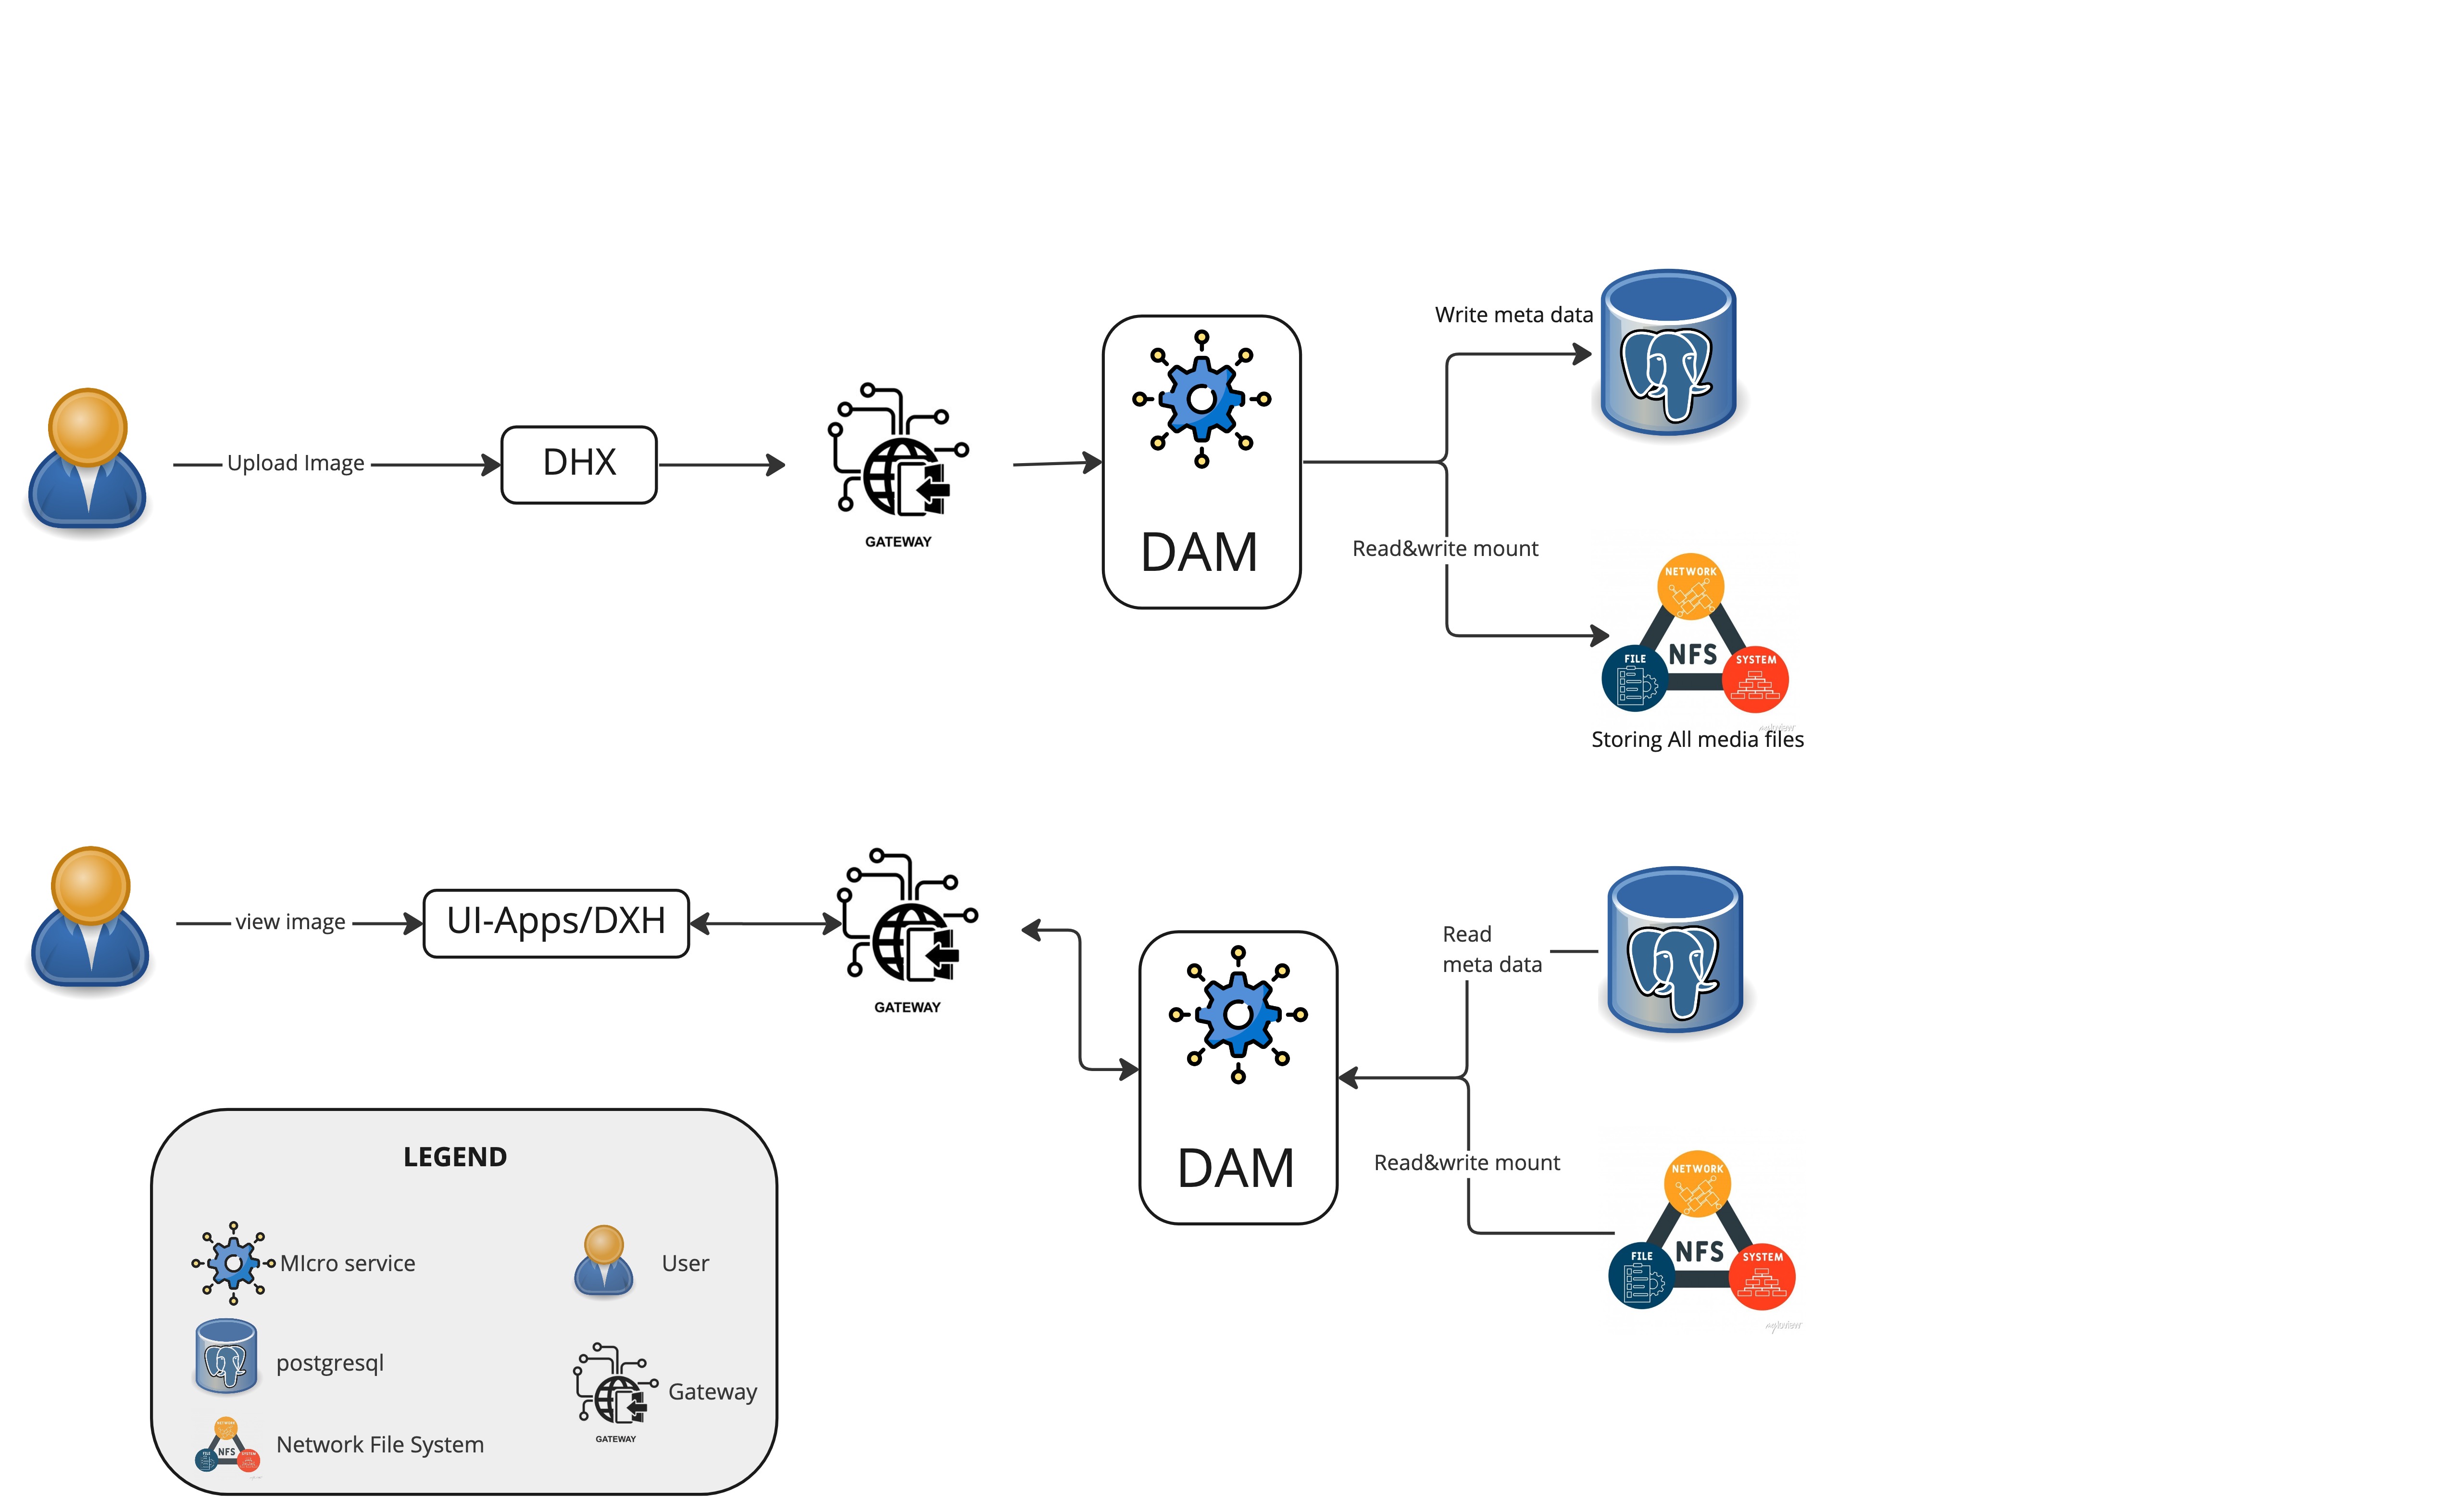 Write meta data
Upload Image
DHX
GATEWAY
DAM
Read&write mount
NETWORK
NFS
FILE
SYSTEM
Storing All media files
view image
UI-Apps/DXH
GATEWAY
DAM
Read
meta data
Read&write mount
NETWORK
NFS
FILE
SYSTEM
LEGEND
MIcro service
User
postgresql
Gateway
GATEWAY
NFS
Network File System